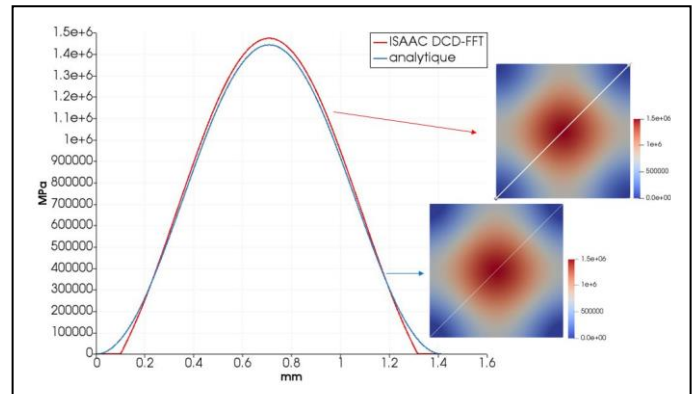 1.5e+6
1.4e+6
1.3e+6
1.2e+6
1.1e+6
1e+6
900000
800000
700000
600000
500000
400000
300000
200000
100000
0
MPa
0 0.2 0.4 0.6 0.8 1 1.2 1.4 1.6
mm
ISAAC DCD-FFT
analytique
1.5e+06
1e+6
500000
0.0e+00
1.5e+06
1e+6
500000
0.0e+00